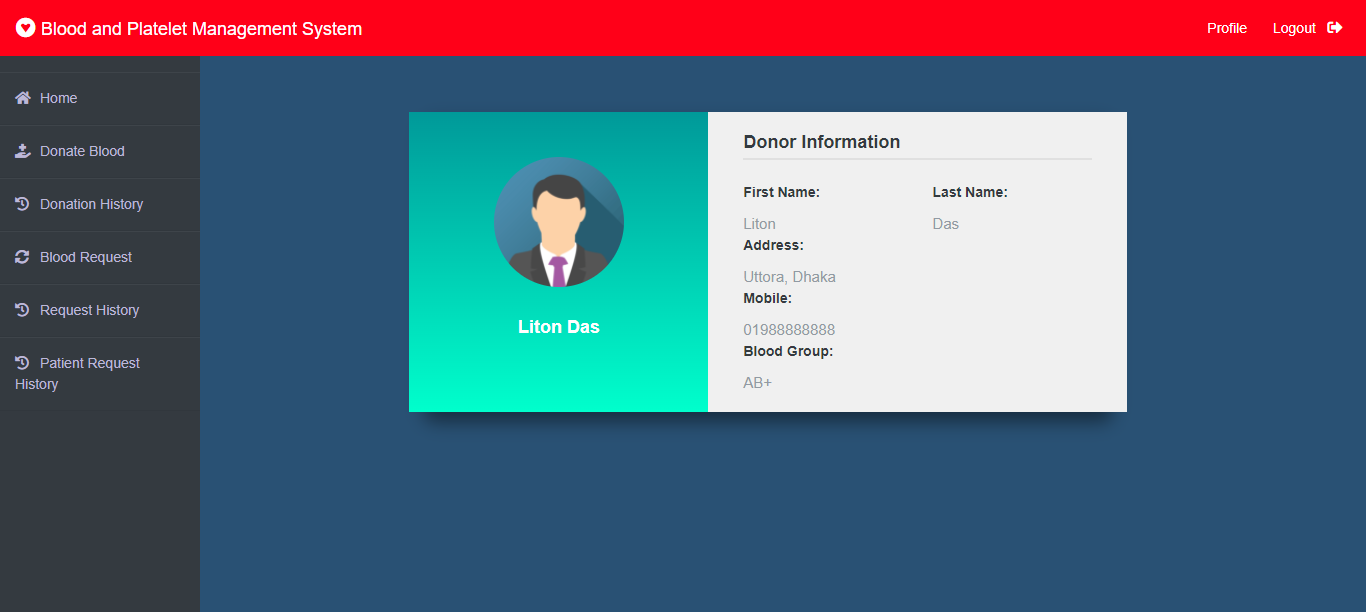 Blood and Platelet Management System
Profile
Logout
Home
Donate Blood
Donation History
Blood Request
Request History
Patient Request
History
Liton Das
Donor Information
First Name: Last Name:
Liton Das
Address:
Uttora, Dhaka
Mobile:
01988888888
Blood Group:
AB+